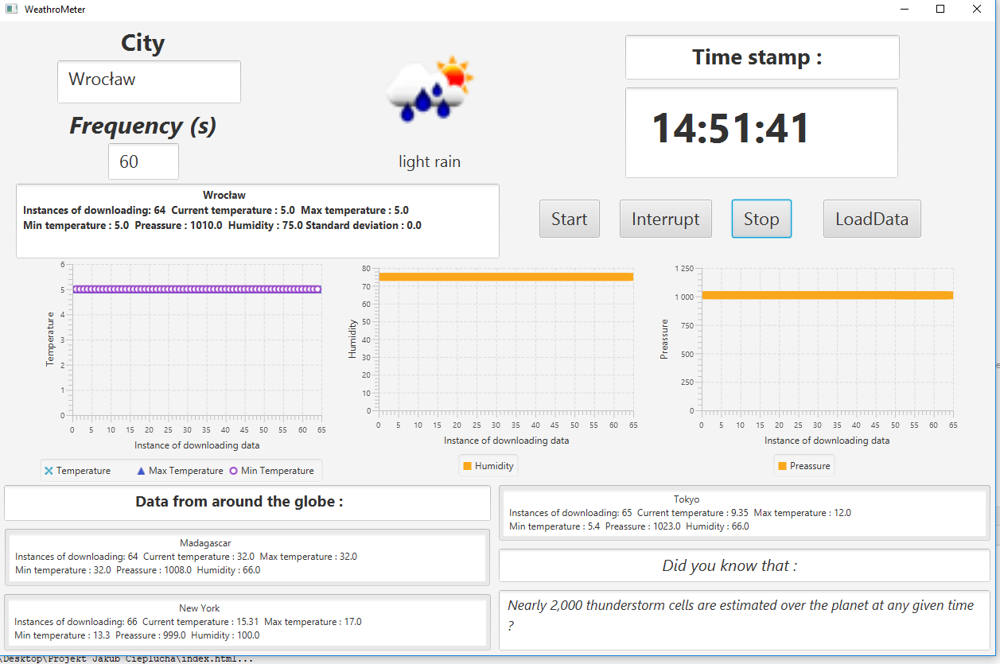 WeathroMeter
City
Wrocław
Frequency (s)
60
light rain
Time stamp :
14:51:41
Wrocław
Instances of downloading: 64 Current temperature : 5.0 Max temperature : 5.0
Min temperature : 5.0 Preassure : 1010.0 Humidity : 75.0 Standard deviation : 0.0
Start
Interrupt
Stop
LoadData
6
5
4
3
2
1
0
Temperature
0 5 10 15 20 25 30 35 40 45 50 55 60 65
Instance of downloading data
Temperature Max Temperature Min Temperature
80
70
60
50
40
30
20
10
0
Humidity
0 5 10 15 20 25 30 35 40 45 50 55 60 65
Instance of downloading data
Humidity
1 250
1 000
750
500
250
0
Preassure
0 5 10 15 20 25 30 35 40 45 50 55 60 65
Instance of downloading data
Preassure
Data from around the globe :
Madagascar
Instances of downloading: 64 Current temperature : 32.0 Max temperature : 32.0
Min temperature : 32.0 Preassure : 1008.0 Humidity : 66.0
New York
Instances of downloading: 66 Current temperature : 15.31 Max temperature : 17.0
Min temperature : 13.3 Preassure : 999.0 Humidity : 100.0
Tokyo
Instances of downloading: 65 Current temperature : 9.35 Max temperature : 12.0
Min temperature : 5.4 Preassure : 1023.0 Humidity : 66.0
Did you know that :
Nearly 2,000 thunderstorm cells are estimated over the planet at any given time
?
\Desktop\Projekt Jakub Cieplucha\index.html...